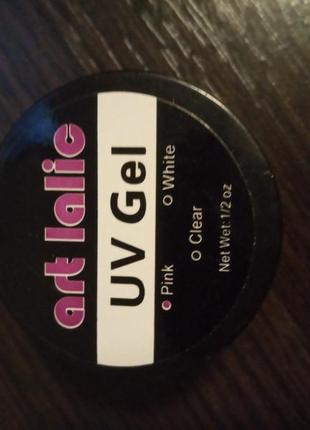 art lalic
UV Gel
Pink White
Clear
Net Wet: 1/2 oz